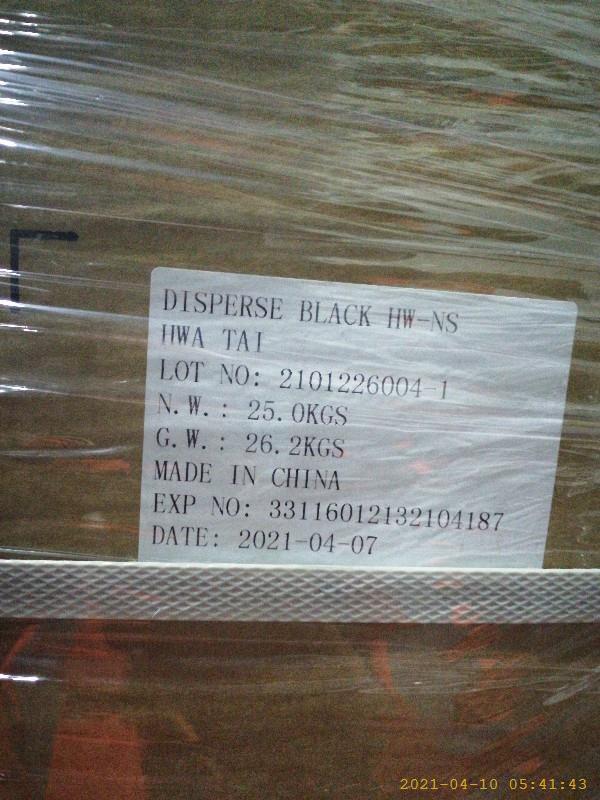 DISPERSE BLACK HW-NS
HWA TAI
LOT NO: 2101226004-1
N.W.: 25.0KGS
G.W.: 26.2KGS
MADE IN CHINA
EXP NO: 33116012132104187
DATE: 2021-04-07
2021-04-10 05:41:43